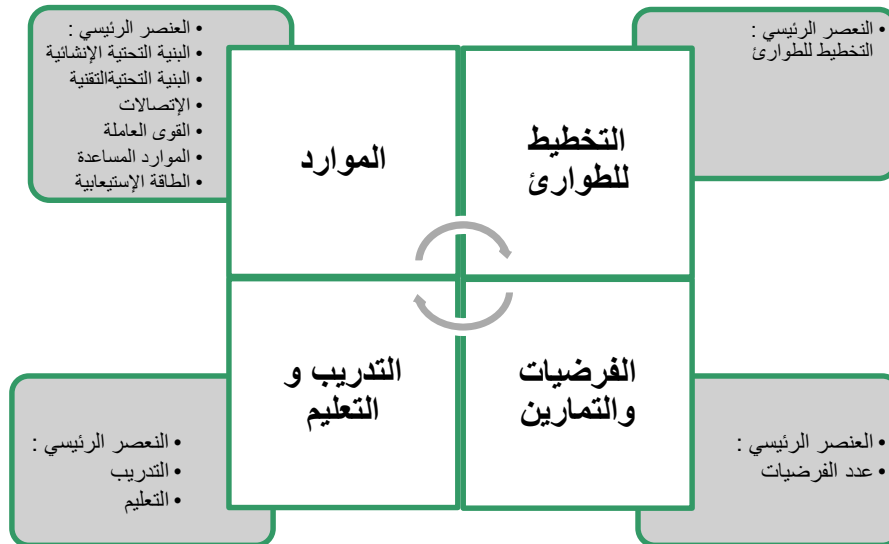 • النعصر الرئيسي :
التخطيط للطوارئ
التخطيط
للطوارئ
• العنصر الرئيسي :
• البنية التحتية الإنشائية
• البنية التحتيةالتقنية
• الإتصالات
• القوى العاملة
• الموارد المساعدة
• الطاقة الإستيعابية
الموارد
الفرضيات
والتمارين
• العنصر الرئيسي :
• عدد الفرضيات
التدريب و
التعليم
• النعصر الرئيسي :
• التدريب
• التعليم